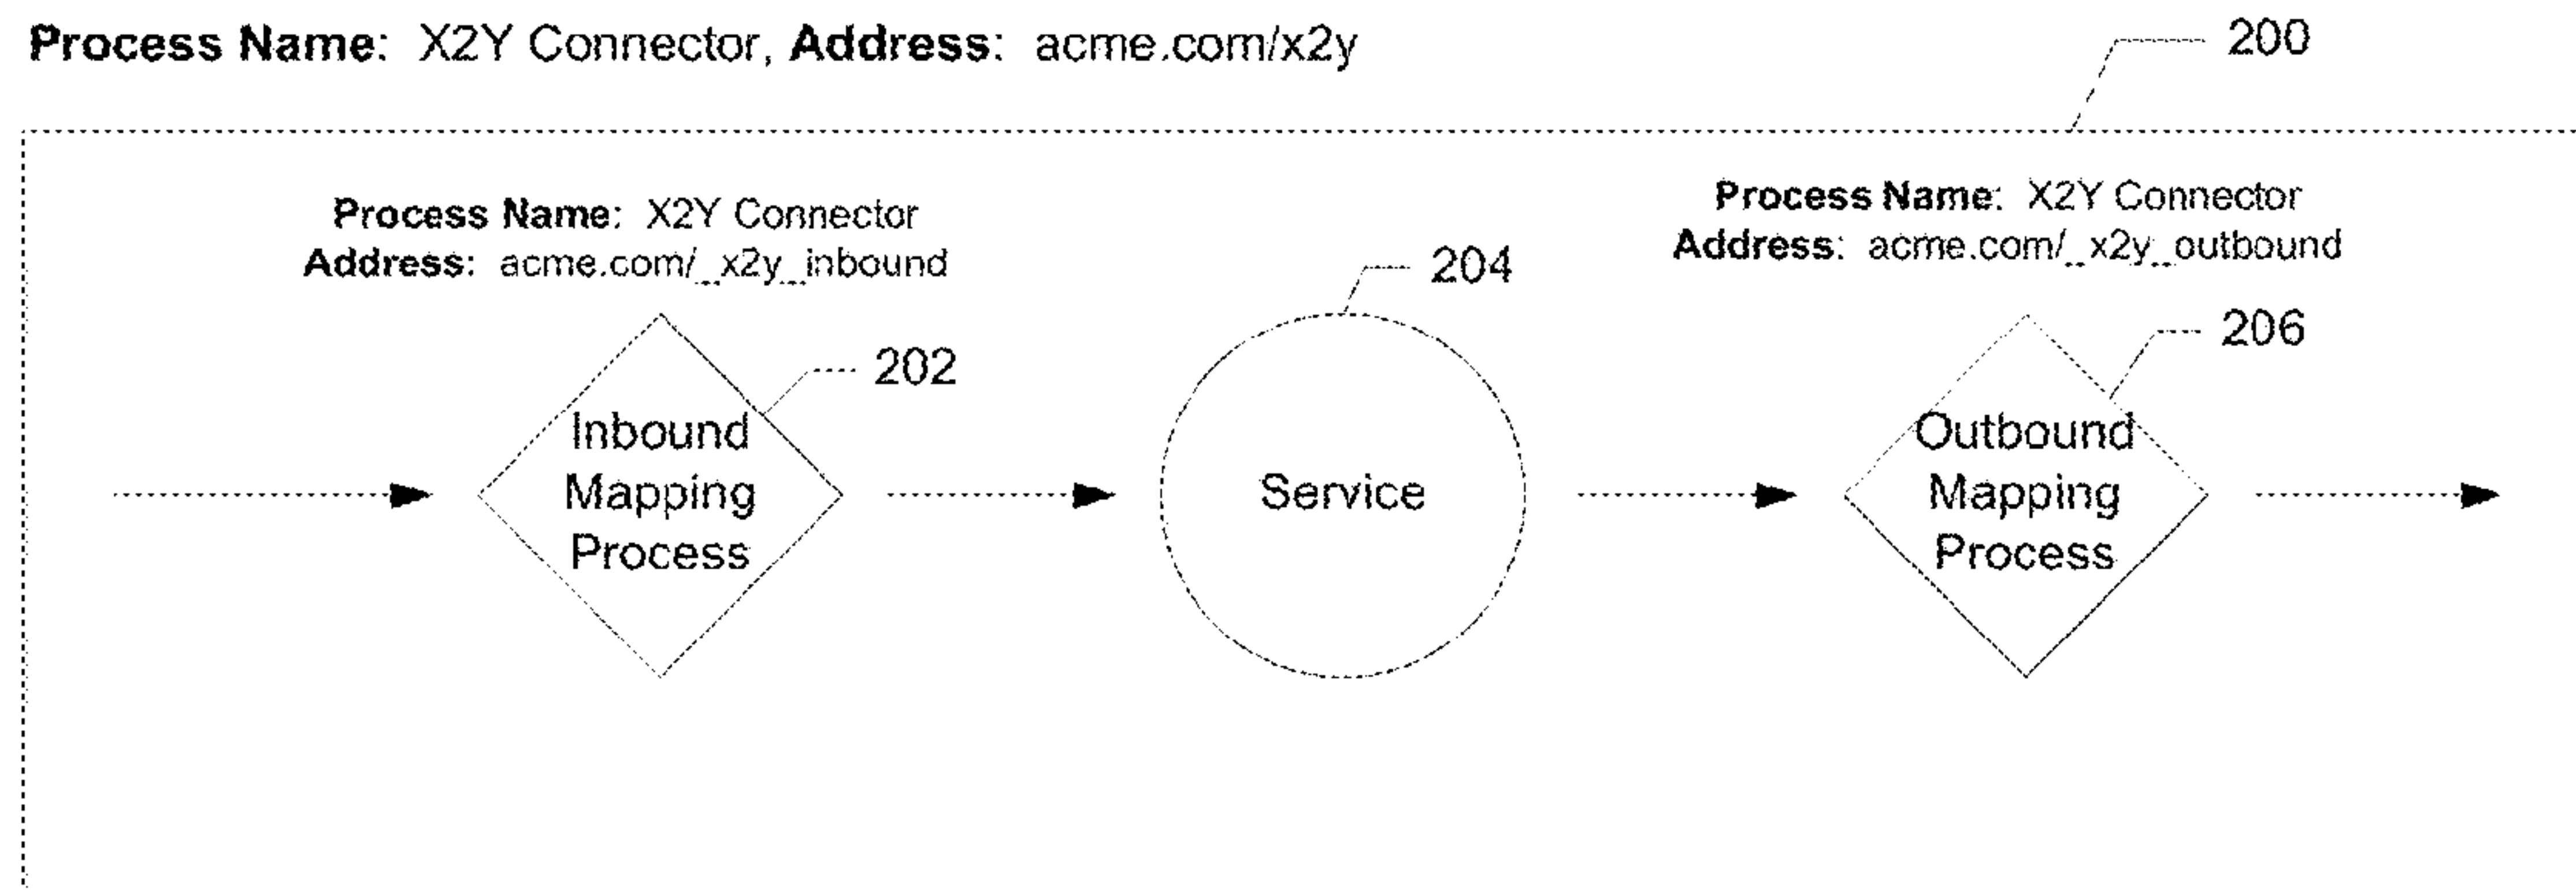 Process Name: X2Y Connector, Address: acme.com/x2y
200
Process Name: X2Y Connector
Address: acme.com/_x2y_inbound
Process Name: X2Y Connector
Address: acme.com/_x2y_outbound
204
206
202
Inbound
Mapping
Process
Service
Outbound
Mapping
Process